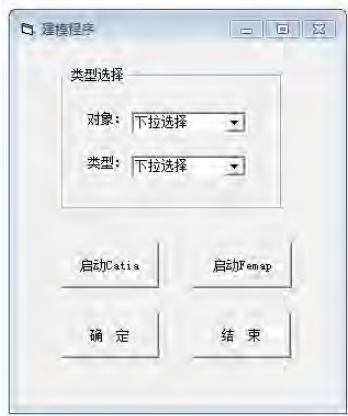 建模程序
类型选择
对象： 下拉选择
类型： 下拉选择
启动Catia 启动Femap
确 定 结 束